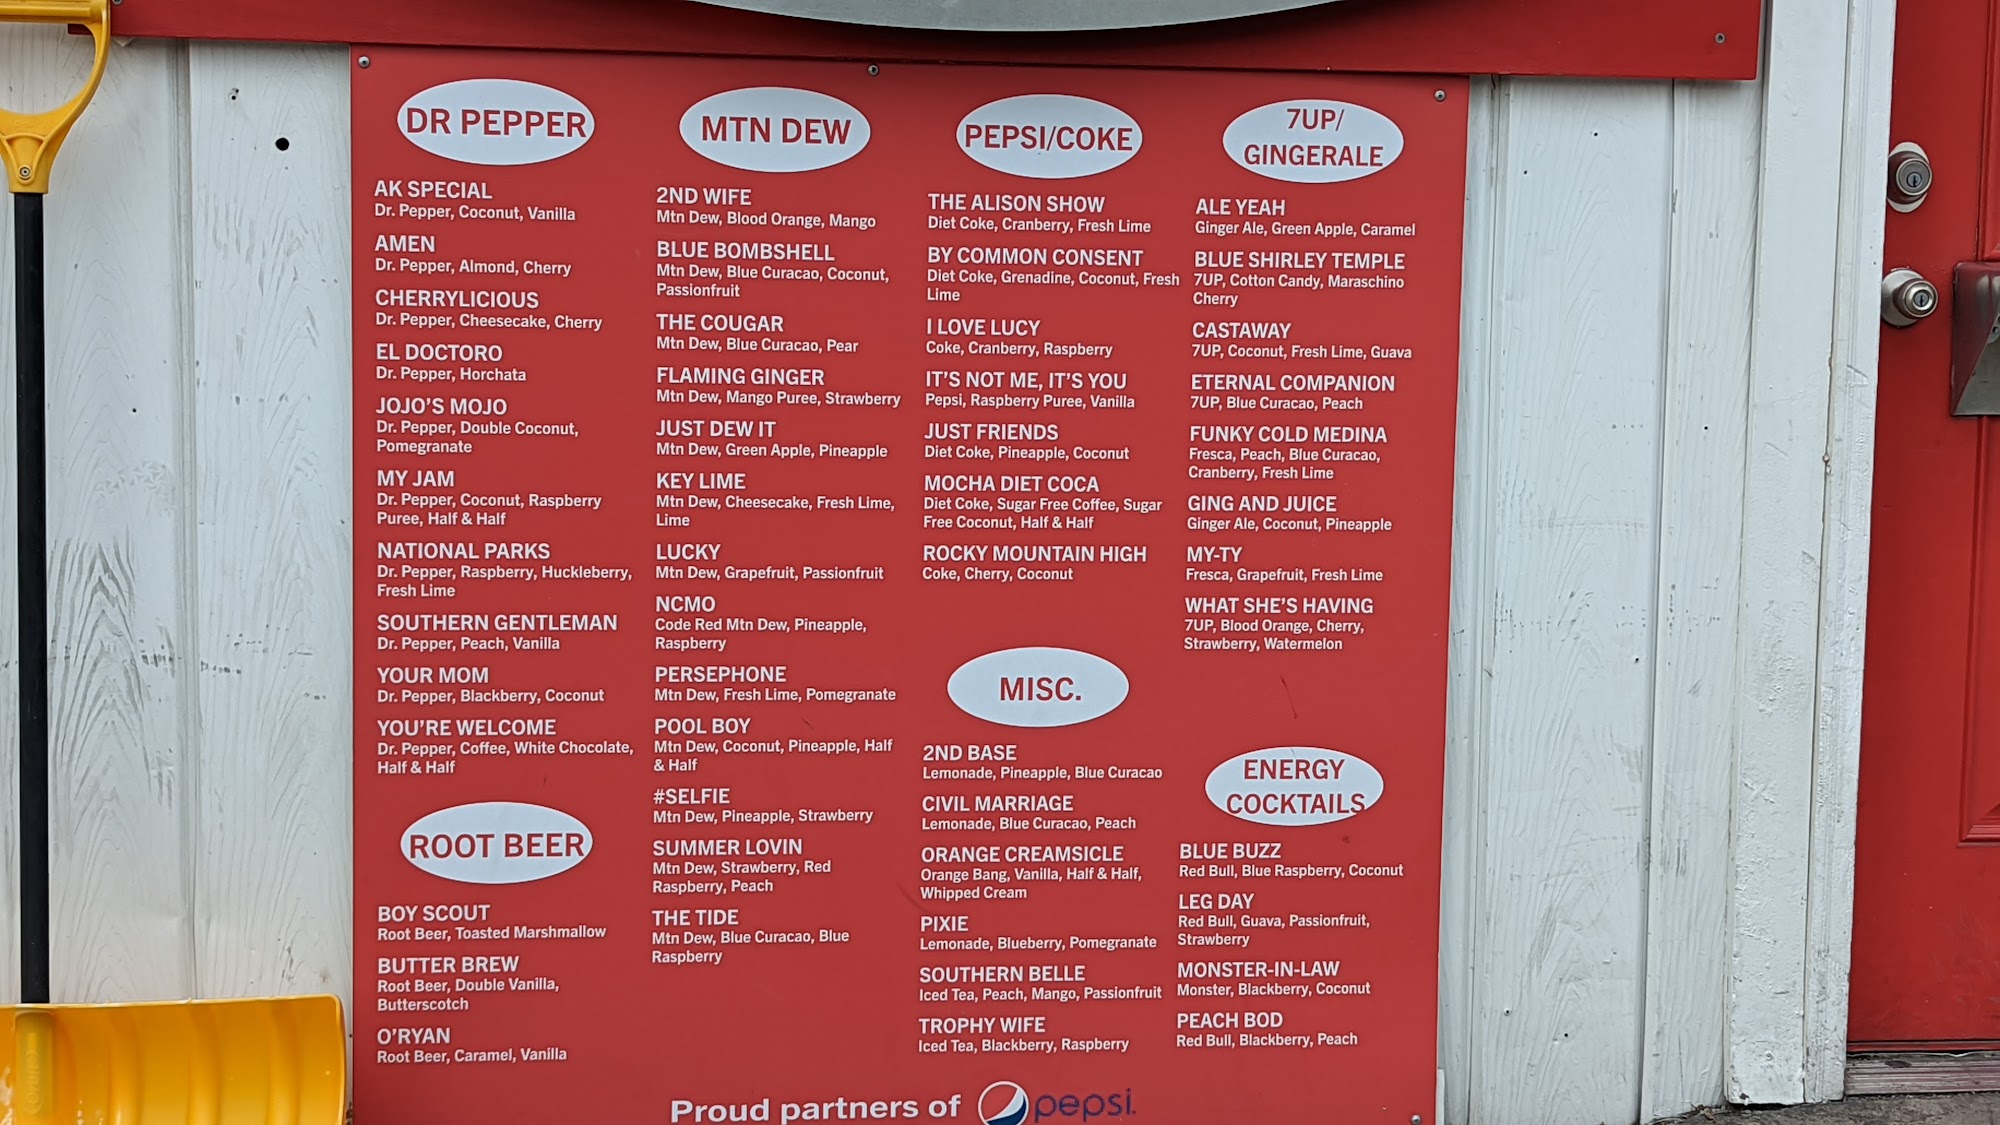 DR PEPPER
AK SPECIAL
Dr. Pepper, Coconut, Vanilla
AMEN
Dr. Pepper, Almond, Cherry
CHERRYLICIOUS
Dr. Pepper, Cheesecake, Cherry
EL DOCTORO
Dr. Pepper, Horchata
JOJO'S MOJO
Dr. Pepper, Double Coconut,
Pomegranate
MY JAM
Dr. Pepper, Coconut, Raspberry
Puree, Half & Half
NATIONAL PARKS
Dr. Pepper, Raspberry, Huckleberry,
Fresh Lime
SOUTHERN GENTLEMAN
Dr. Pepper, Peach, Vanilla
YOUR MOM
Dr. Pepper, Blackberry, Coconut
YOU'RE WELCOME
Dr. Pepper, Coffee, White Chocolate,
Half & Half
ROOT BEER
BOY SCOUT
Root Beer, Toasted Marshmallow
BUTTER BREW
Root Beer, Double Vanilla,
Butterscotch
O'RYAN
Root Beer, Caramel, Vanilla
MTN DEW
2ND WIFE
Mtn Dew, Blood Orange, Mango
BLUE BOMBSHELL
Mtn Dew, Blue Curacao, Coconut,
Passionfruit
THE COUGAR
Mtn Dew, Blue Curacao, Pear
FLAMING GINGER
Mtn Dew, Mango Puree, Strawberry
JUST DEW IT
Mtn Dew, Green Apple, Pineapple
KEY LIME
Mtn Dew, Cheesecake, Fresh Lime,
Lime
LUCKY
Mtn Dew, Grapefruit, Passionfruit
NCMO
Code Red Mtn Dew, Pineapple,
Raspberry
PERSEPHONE
Mtn Dew, Fresh Lime, Pomegranate
POOL BOY
Mtn Dew, Coconut, Pineapple, Half
& Half
#SELFIE
Mtn Dew, Pineapple, Strawberry
SUMMER LOVIN
Mtn Dew, Strawberry, Red
Raspberry, Peach
THE TIDE
Mtn Dew, Blue Curacao, Blue
Raspberry
PEPSI/COKE
THE ALISON SHOW
Diet Coke, Cranberry, Fresh Lime
BY COMMON CONSENT
Diet Coke, Grenadine, Coconut, Fresh
Lime
I LOVE LUCY
Coke, Cranberry, Raspberry
IT'S NOT ME, IT'S YOU
Pepsi, Raspberry Puree, Vanilla
JUST FRIENDS
Diet Coke, Pineapple, Coconut
MOCHA DIET COCA
Diet Coke, Sugar Free Coffee, Sugar
Free Coconut, Half & Half
ROCKY MOUNTAIN HIGH
Coke, Cherry, Coconut
MISC.
2ND BASE
Lemonade, Pineapple, Blue Curacao
CIVIL MARRIAGE
Lemonade, Blue Curacao, Peach
ORANGE CREAMSICLE
Orange Bang, Vanilla, Half & Half,
Whipped Cream
PIXIE
Lemonade, Blueberry, Pomegranate
SOUTHERN BELLE
Iced Tea, Peach, Mango, Passionfruit
TROPHY WIFE
Iced Tea, Blackberry, Raspberry
7UP/
GINGERALE
ALE YEAH
Ginger Ale, Green Apple, Caramel
BLUE SHIRLEY TEMPLE
7UP, Cotton Candy, Maraschino
Cherry
CASTAWAY
7UP, Coconut, Fresh Lime, Guava
ETERNAL COMPANION
7UP, Blue Curacao, Peach
FUNKY COLD MEDINA
Fresca, Peach, Blue Curacao,
Cranberry, Fresh Lime
GING AND JUICE
Ginger Ale, Coconut, Pineapple
MY-TY
Fresca, Grapefruit, Fresh Lime
WHAT SHE'S HAVING
7UP, Blood Orange, Cherry,
Strawberry, Watermelon
ENERGY
COCKTAILS
BLUE BUZZ
Red Bull, Blue Raspberry, Coconut
LEG DAY
Red Bull, Guava, Passionfruit,
Strawberry
MONSTER-IN-LAW
Monster, Blackberry, Coconut
PEACH BOD
Red Bull, Blackberry, Peach
Proud partners of pepsi.